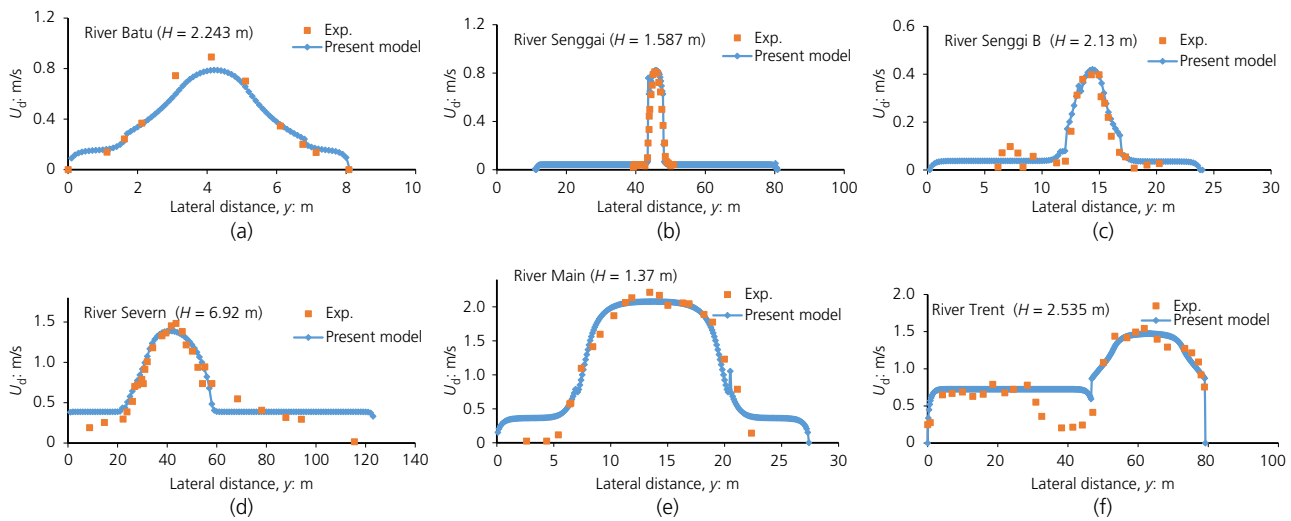 1.2
River Batu (H = 2.243 m)
Exp.
Present model
0.8
0.4
0
Ud: m/s
0 2 4 6 8 10
Lateral distance, y: m
(a)
1.2
River Senggai (H = 1.587 m)
Exp.
Present model
0.8
0.4
0
Ud: m/s
0 20 40 60 80 100
Lateral distance, y: m
(b)
0.6
River Senggi B (H = 2.13 m)
Exp.
Present model
0.4
0.2
0
Ud: m/s
0 5 10 15 20 25 30
Lateral distance, y: m
(c)
River Severn (H = 6.92 m)
Exp.
Present model
1.5
1.0
0.5
0
Ud: m/s
0 20 40 60 80 100 120 140
Lateral distance, y: m
(d)
River Main (H = 1.37 m)
Exp.
Present model
2.0
1.5
1.0
0.5
0
Ud: m/s
0 5 10 15 20 25 30
Lateral distance, y: m
(e)
2.0
River Trent (H = 2.535 m)
Exp.
Present model
1.5
1.0
0.5
0
Ud: m/s
0 20 40 60 80 100
Lateral distance, y: m
(f)